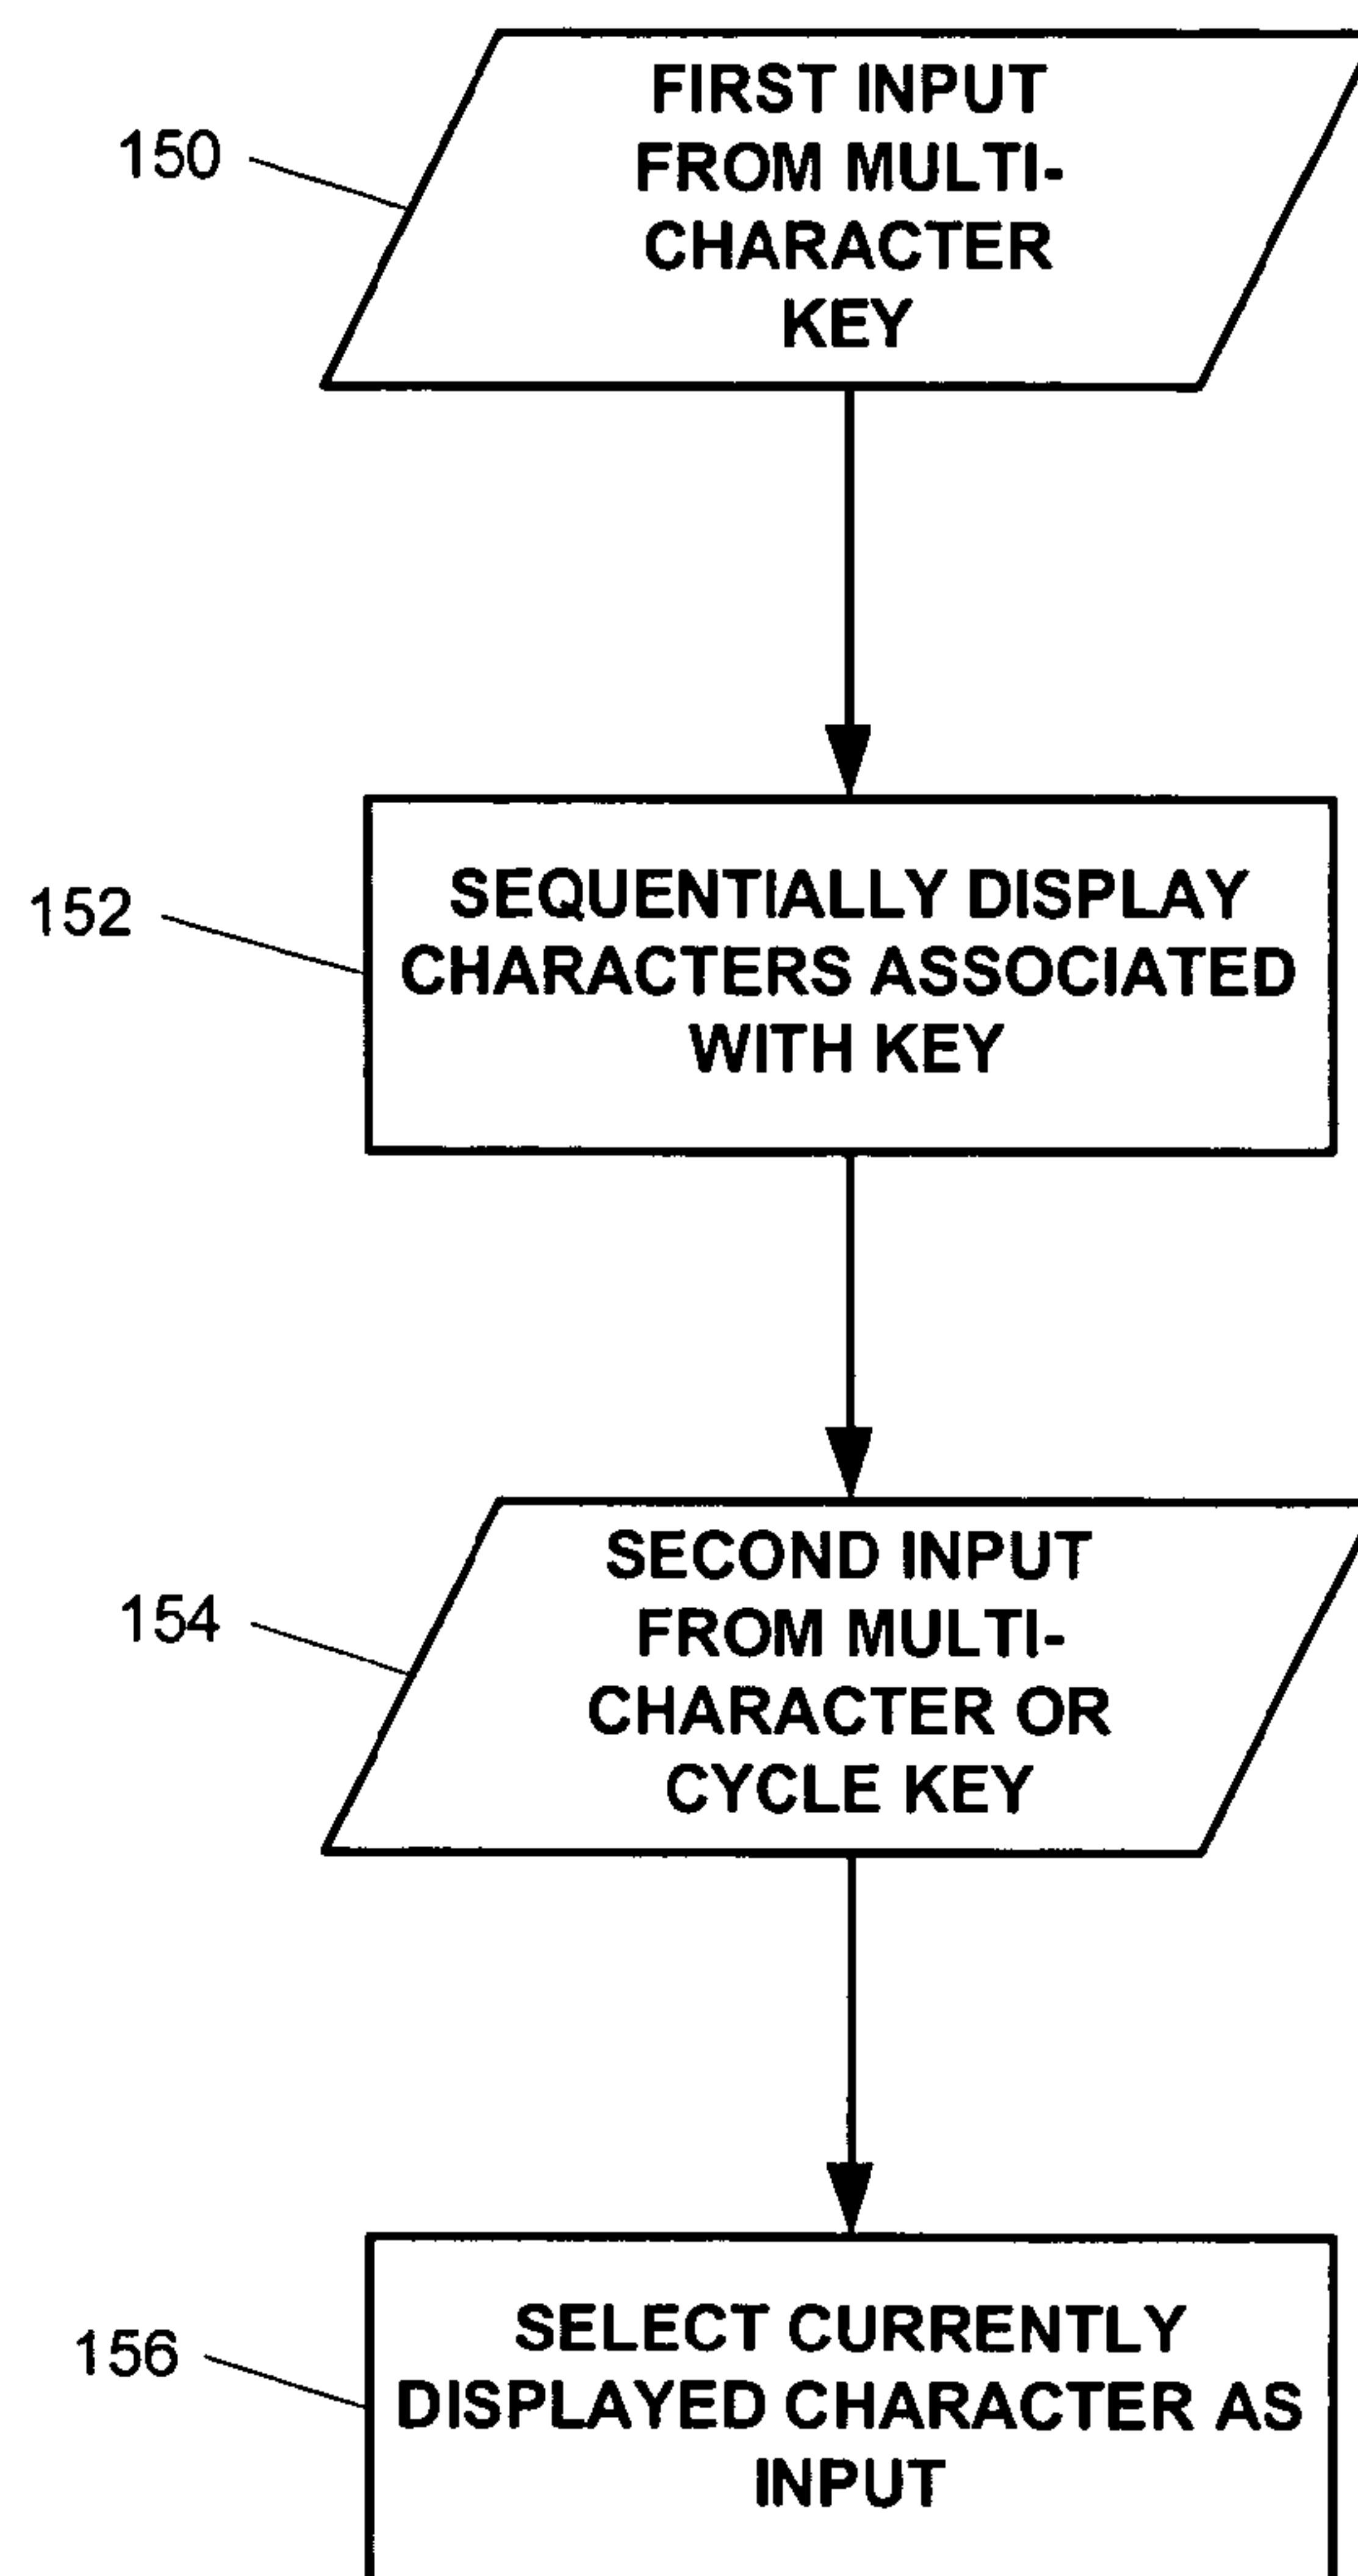 150
FIRST INPUT
FROM MULTI-
CHARACTER
KEY
152
SEQUENTIALLY DISPLAY
CHARACTERS ASSOCIATED
WITH KEY
154
SECOND INPUT
FROM MULTI-
CHARACTER OR
CYCLE KEY
156
SELECT CURRENTLY
DISPLAYED CHARACTER AS
INPUT